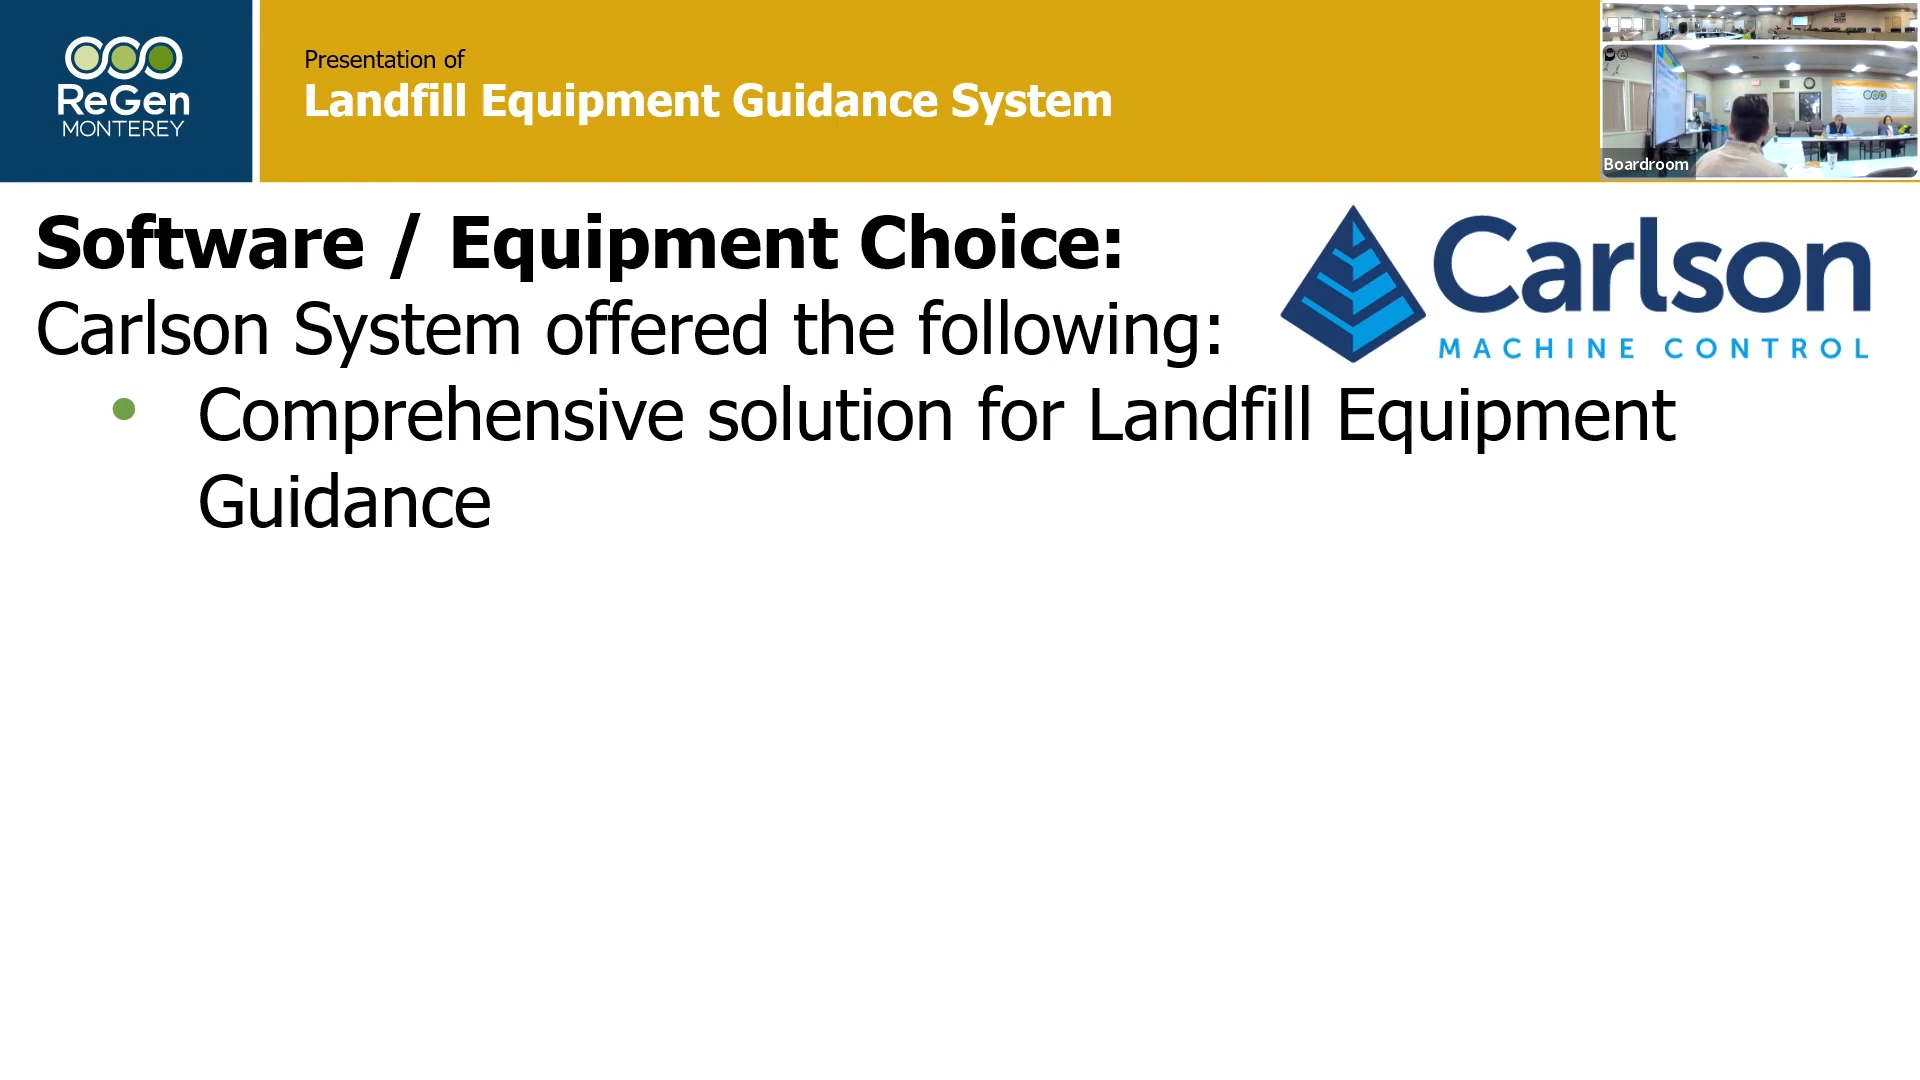 ReGen
MONTEREY
Presentation of
Landfill Equipment Guidance System
Boardroom
Software / Equipment Choice:
Carlson System offered the following:
• Comprehensive solution for Landfill Equipment
Guidance
Carlson
MACHINE CONTROL